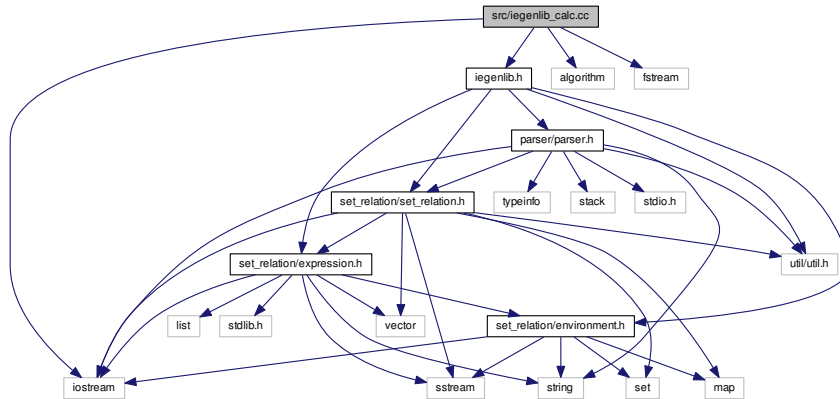 src/iegenlib_calc.cc
iegenlib.h
algorithm
fstream
parser/parser.h
set_relation/set_relation.h
typeinfo
stack
stdio.h
set_relation/expression.h
util/util.h
list
stdlib.h
vector
set_relation/environment.h
iostream
sstream
string
set
map